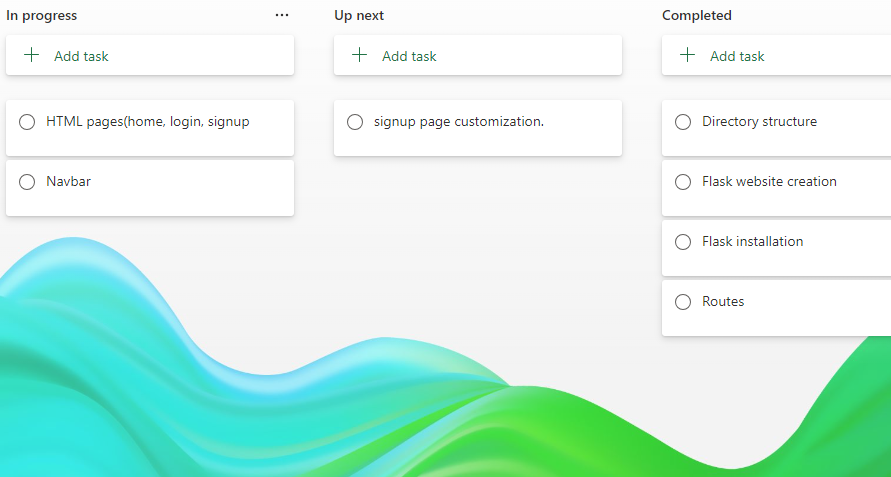 In progress
Add task
HTML pages(home, login, signup
Navbar
Up next
Add task
signup page customization.
Completed
Add task
Directory structure
Flask website creation
Flask installation
Routes